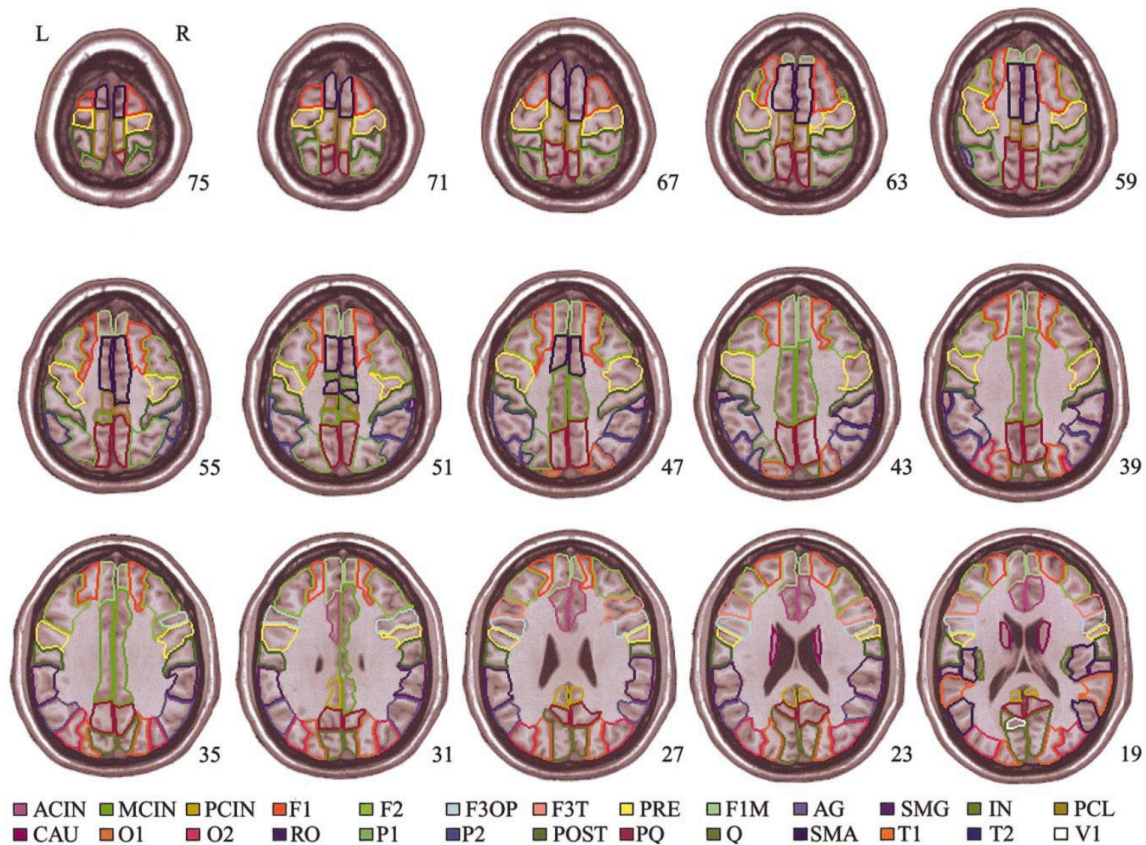 L R
75 71 67 63 59
55 51 47 43 39
35 31 27 23 19
ACIN MCIN PCIN F1 F2 F3OP F3T PRE F1M AG SMG IN PCL
CAU O1 O2 RO P1 P2 POST PQ Q SMA T1 T2 V1